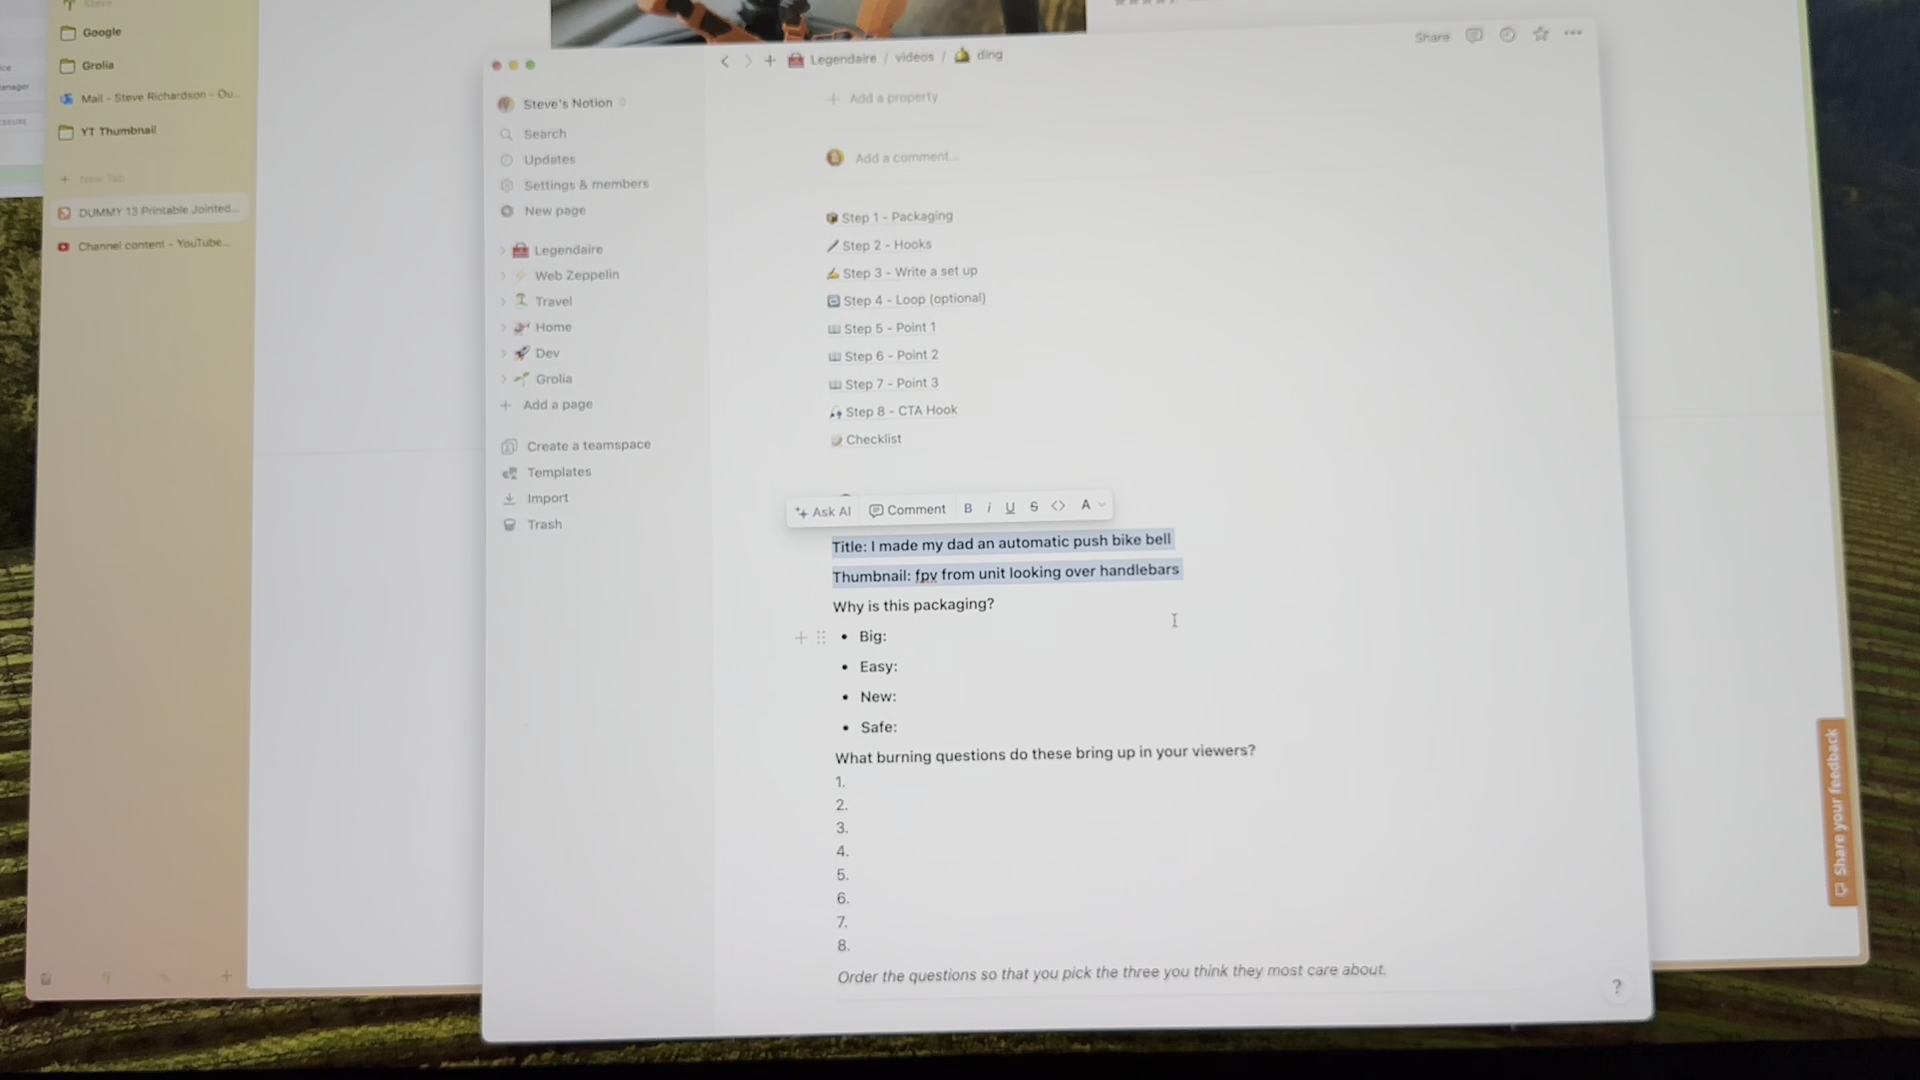 Steve
Google
Grolia
Mail - Steve Richardson - Ou...
YT Thumbnail
New Tab
DUMMY 13 Printable Jointed...
Channel content - YouTube...
Legendaire / videos / ding
Share
Steve's Notion
Search
Updates
Settings & members
New page
Legendaire
Web Zeppelin
Travel
Home
Dev
Grolia
Add a page
Create a teamspace
Templates
Import
Trash
Add a property
Add a comment...
Step 1 - Packaging
Step 2 - Hooks
Step 3 - Write a set up
Step 4 - Loop (optional)
Step 5 - Point 1
Step 6 - Point 2
Step 7 - Point 3
Step 8 - CTA Hook
Checklist
Ask AI Comment B i U S <> A
Title: I made my dad an automatic push bike bell
Thumbnail: fpv from unit looking over handlebars
Why is this packaging?
• Big:
• Easy:
• New:
• Safe:
What burning questions do these bring up in your viewers?
1.
2.
3.
4.
5.
6.
7.
8.
Order the questions so that you pick the three you think they most care about.
?
Share your feedback